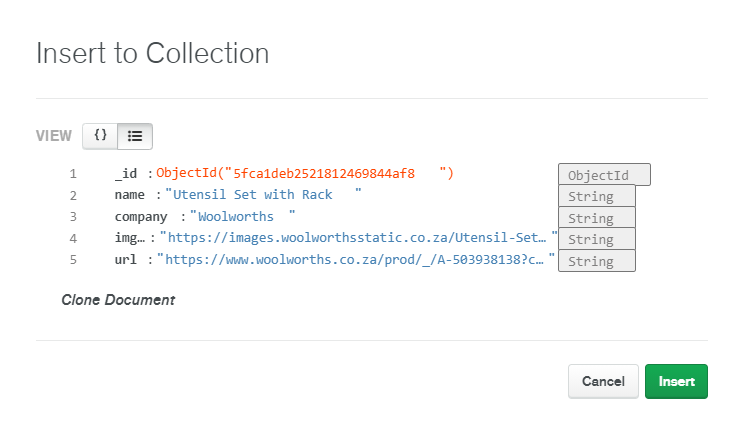 Insert to Collection
VIEW {}
1 _id : ObjectId("5fca1deb2521812469844af8 ") ObjectId
2 name : "Utensil Set with Rack " String
3 company : "Woolworths " String
4 img… : "https://images.woolworthsstatic.co.za/Utensil-Set… " String
5 url : "https://www.woolworths.co.za/prod/_/A-503938138?c… " String
Clone Document
Cancel Insert